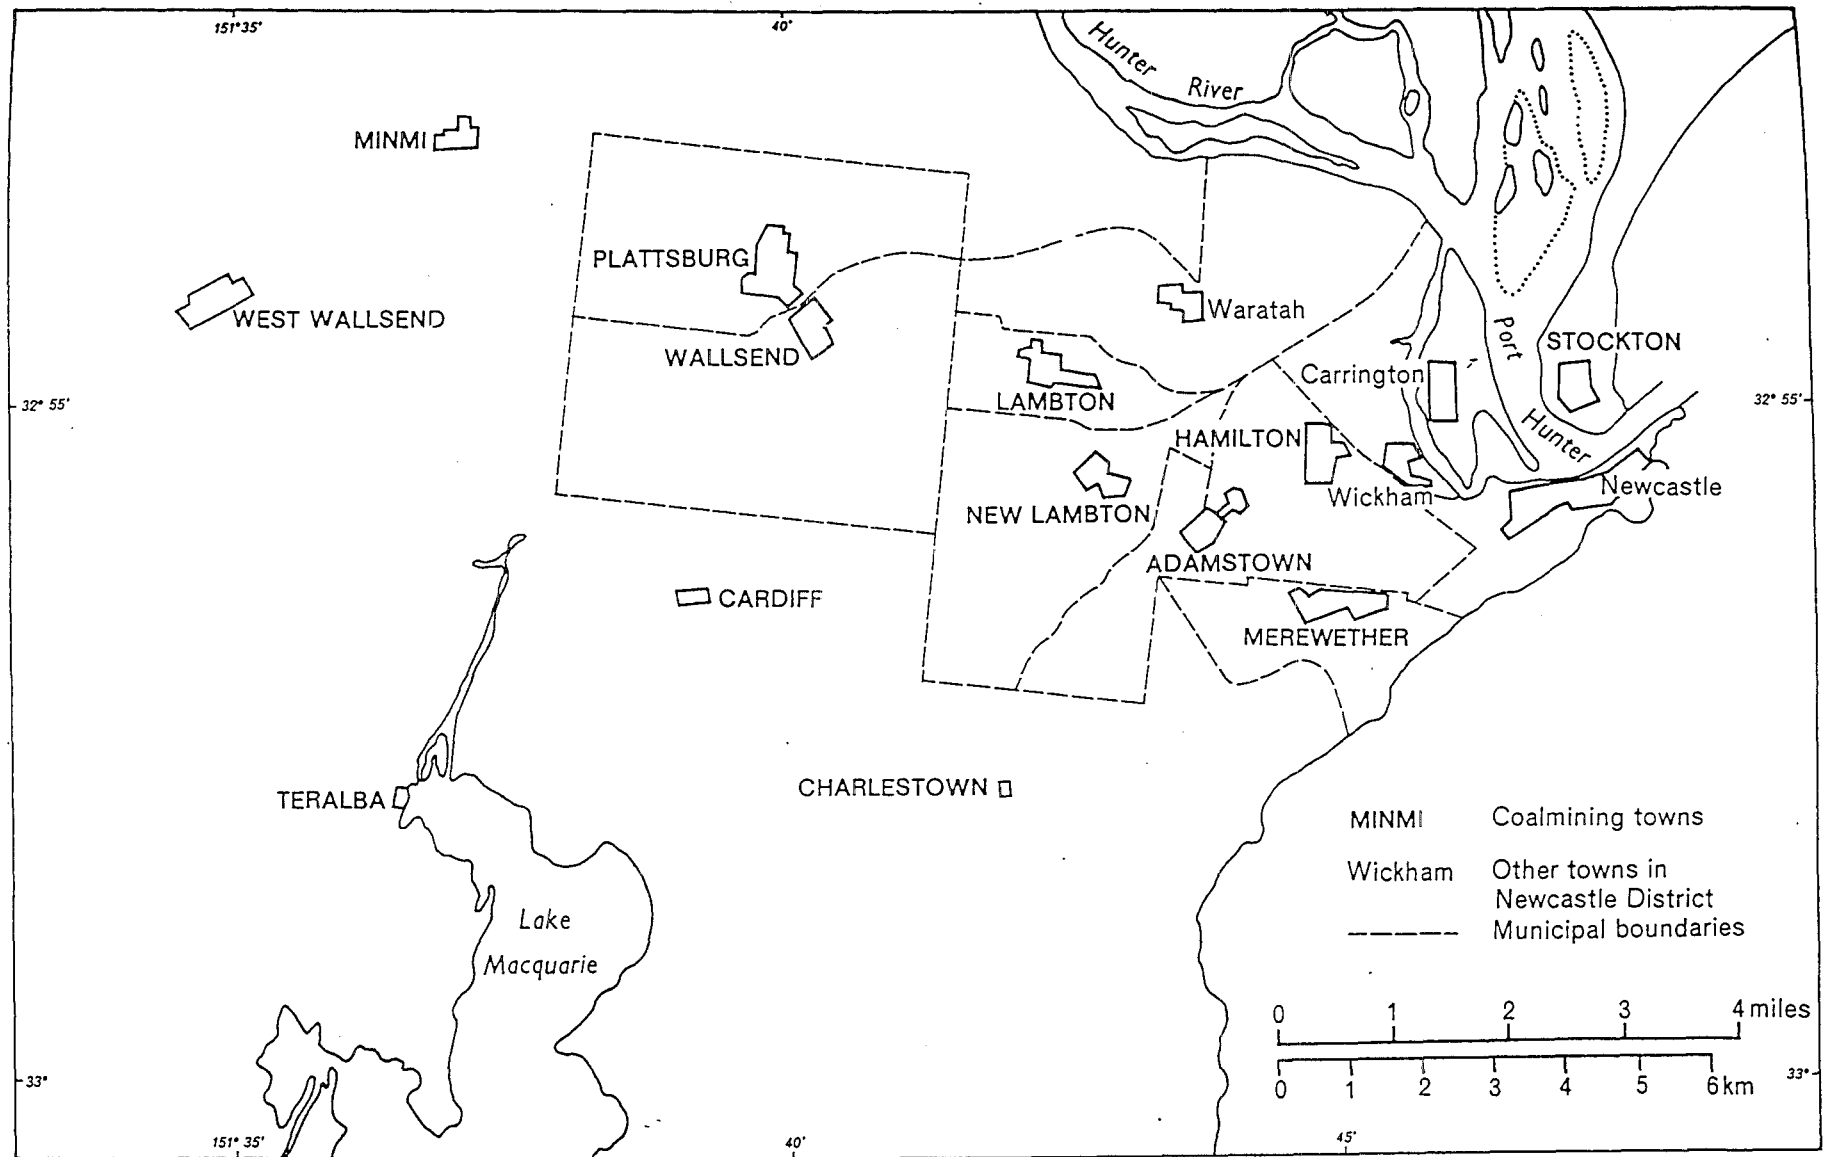 151° 35'
40'
Hunter
River
MINMI
PLATTSBURG
WEST WALLSEND
Waratah
WALLSEND
Port
STOCKTON
Carrington
LAMBTON
32° 55'
32° 55'
HAMILTON
Hunter
Wickham
Newcastle
NEW LAMBTON
ADAMSTOWN
CARDIFF
MEREWETHER
TERALBA
CHARLESTOWN
MINMI Coalmining towns
Wickham Other towns in
Newcastle District
Municipal boundaries
Lake
Macquarie
0 1 2 3 4 miles
0 1 2 3 4 5 6 km
33°
33°
151° 35'
40'
45'